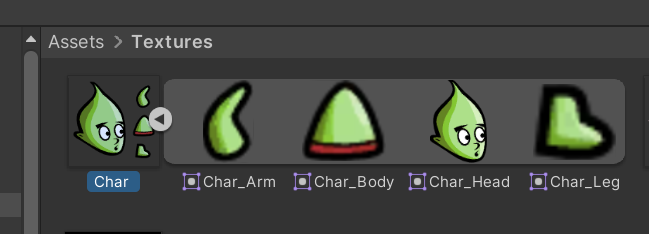 Assets > Textures
Char
Char_Arm
Char_Body
Char_Head
Char_Leg